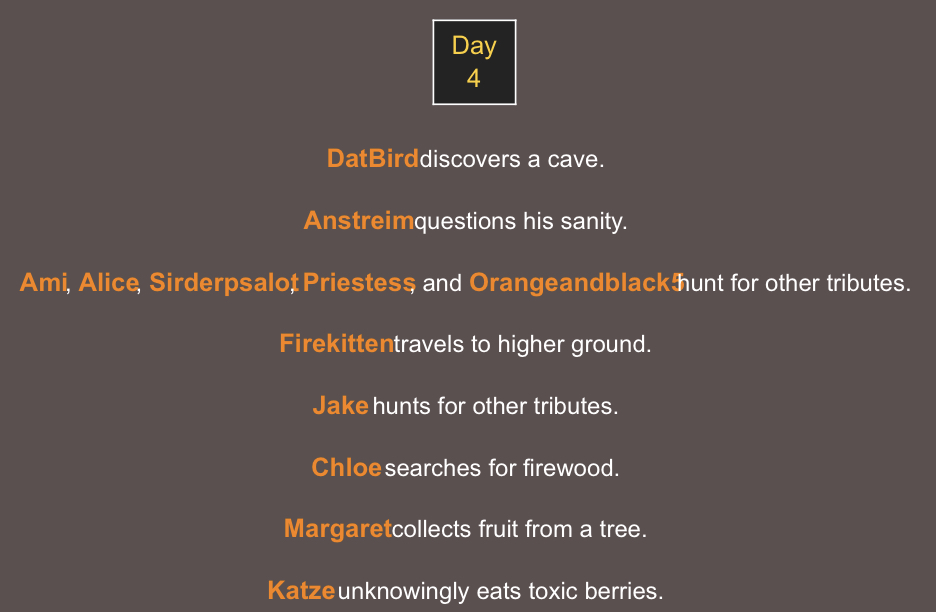 Day
4
DatBird discovers a cave.
Anstreim questions his sanity.
Ami, Alice, Sirderpsalot, Priestess, and Orangeandblack5 hunt for other tributes.
Firekitten travels to higher ground.
Jake hunts for other tributes.
Chloe searches for firewood.
Margaret collects fruit from a tree.
Katze unknowingly eats toxic berries.